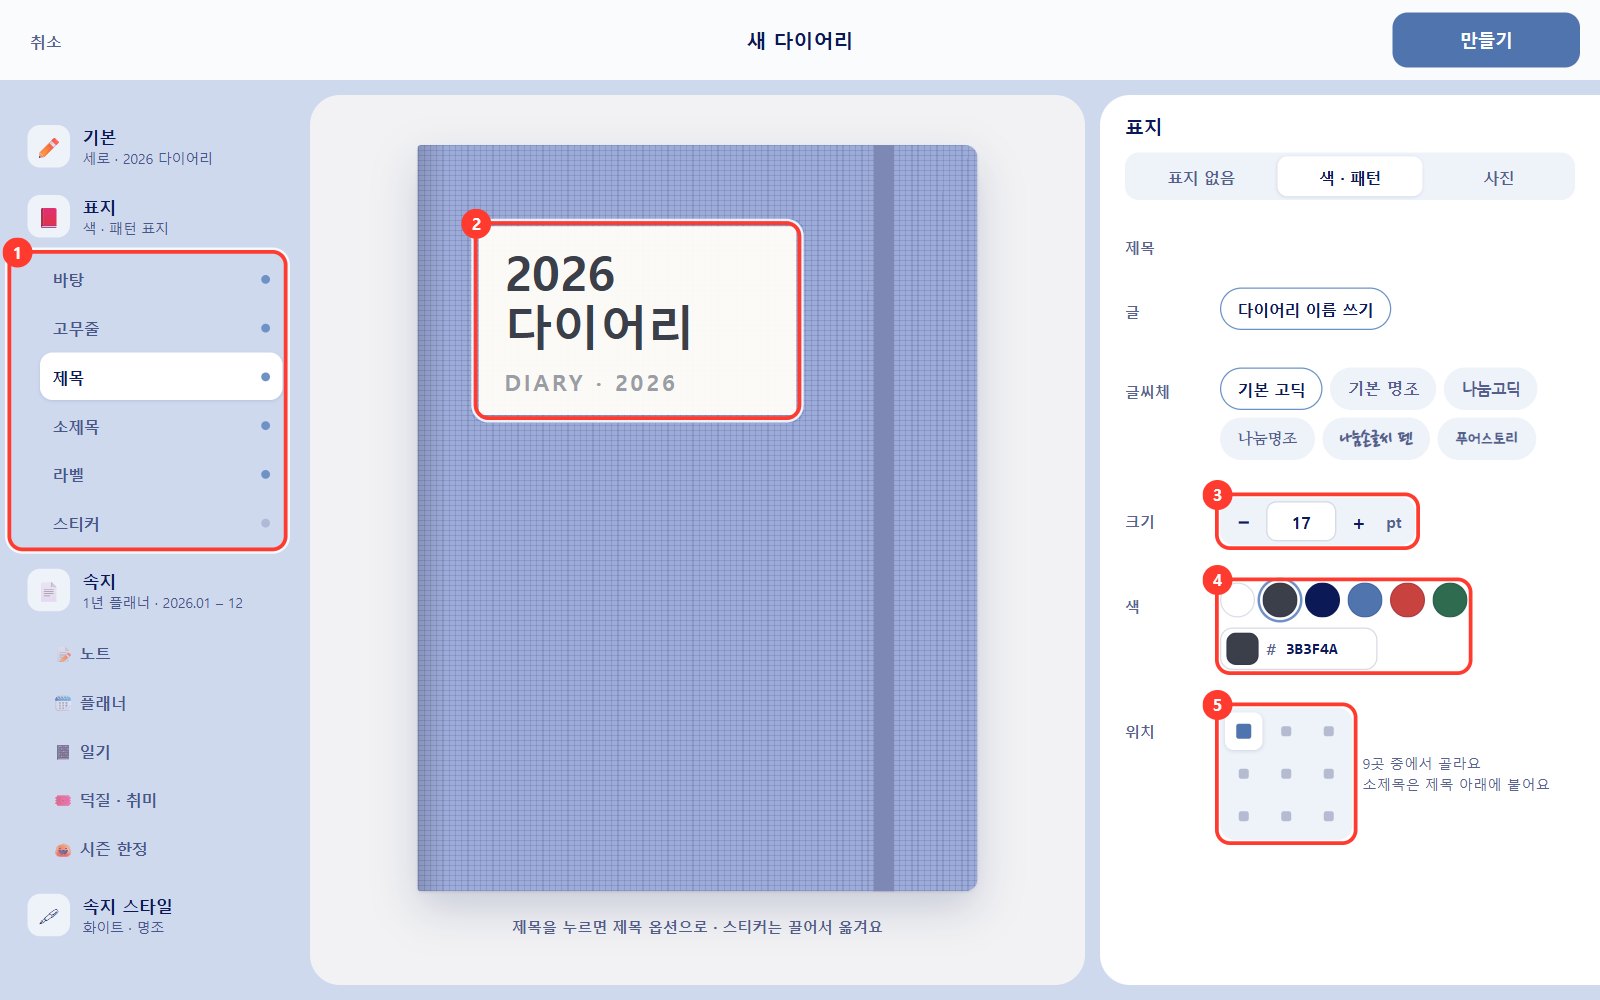 취소
새 다이어리
만들기
기본
세로 · 2026 다이어리
표지
색 · 패턴 표지
1
바탕
고무줄
제목
소제목
라벨
스티커
속지
1년 플래너 · 2026.01 – 12
노트
플래너
일기
덕질 · 취미
시즌 한정
속지 스타일
화이트 · 명조
2
2026
다이어리
DIARY · 2026
제목을 누르면 제목 옵션으로 · 스티커는 끌어서 옮겨요
표지
표지 없음 색 · 패턴 사진
제목
글 다이어리 이름 쓰기
글씨체 기본 고딕 기본 명조 나눔고딕
나눔명조 나눔손글씨 펜 푸어스토리
3
크기 − 17 + pt
4
색
# 3B3F4A
5
위치
9곳 중에서 골라요
소제목은 제목 아래에 붙어요